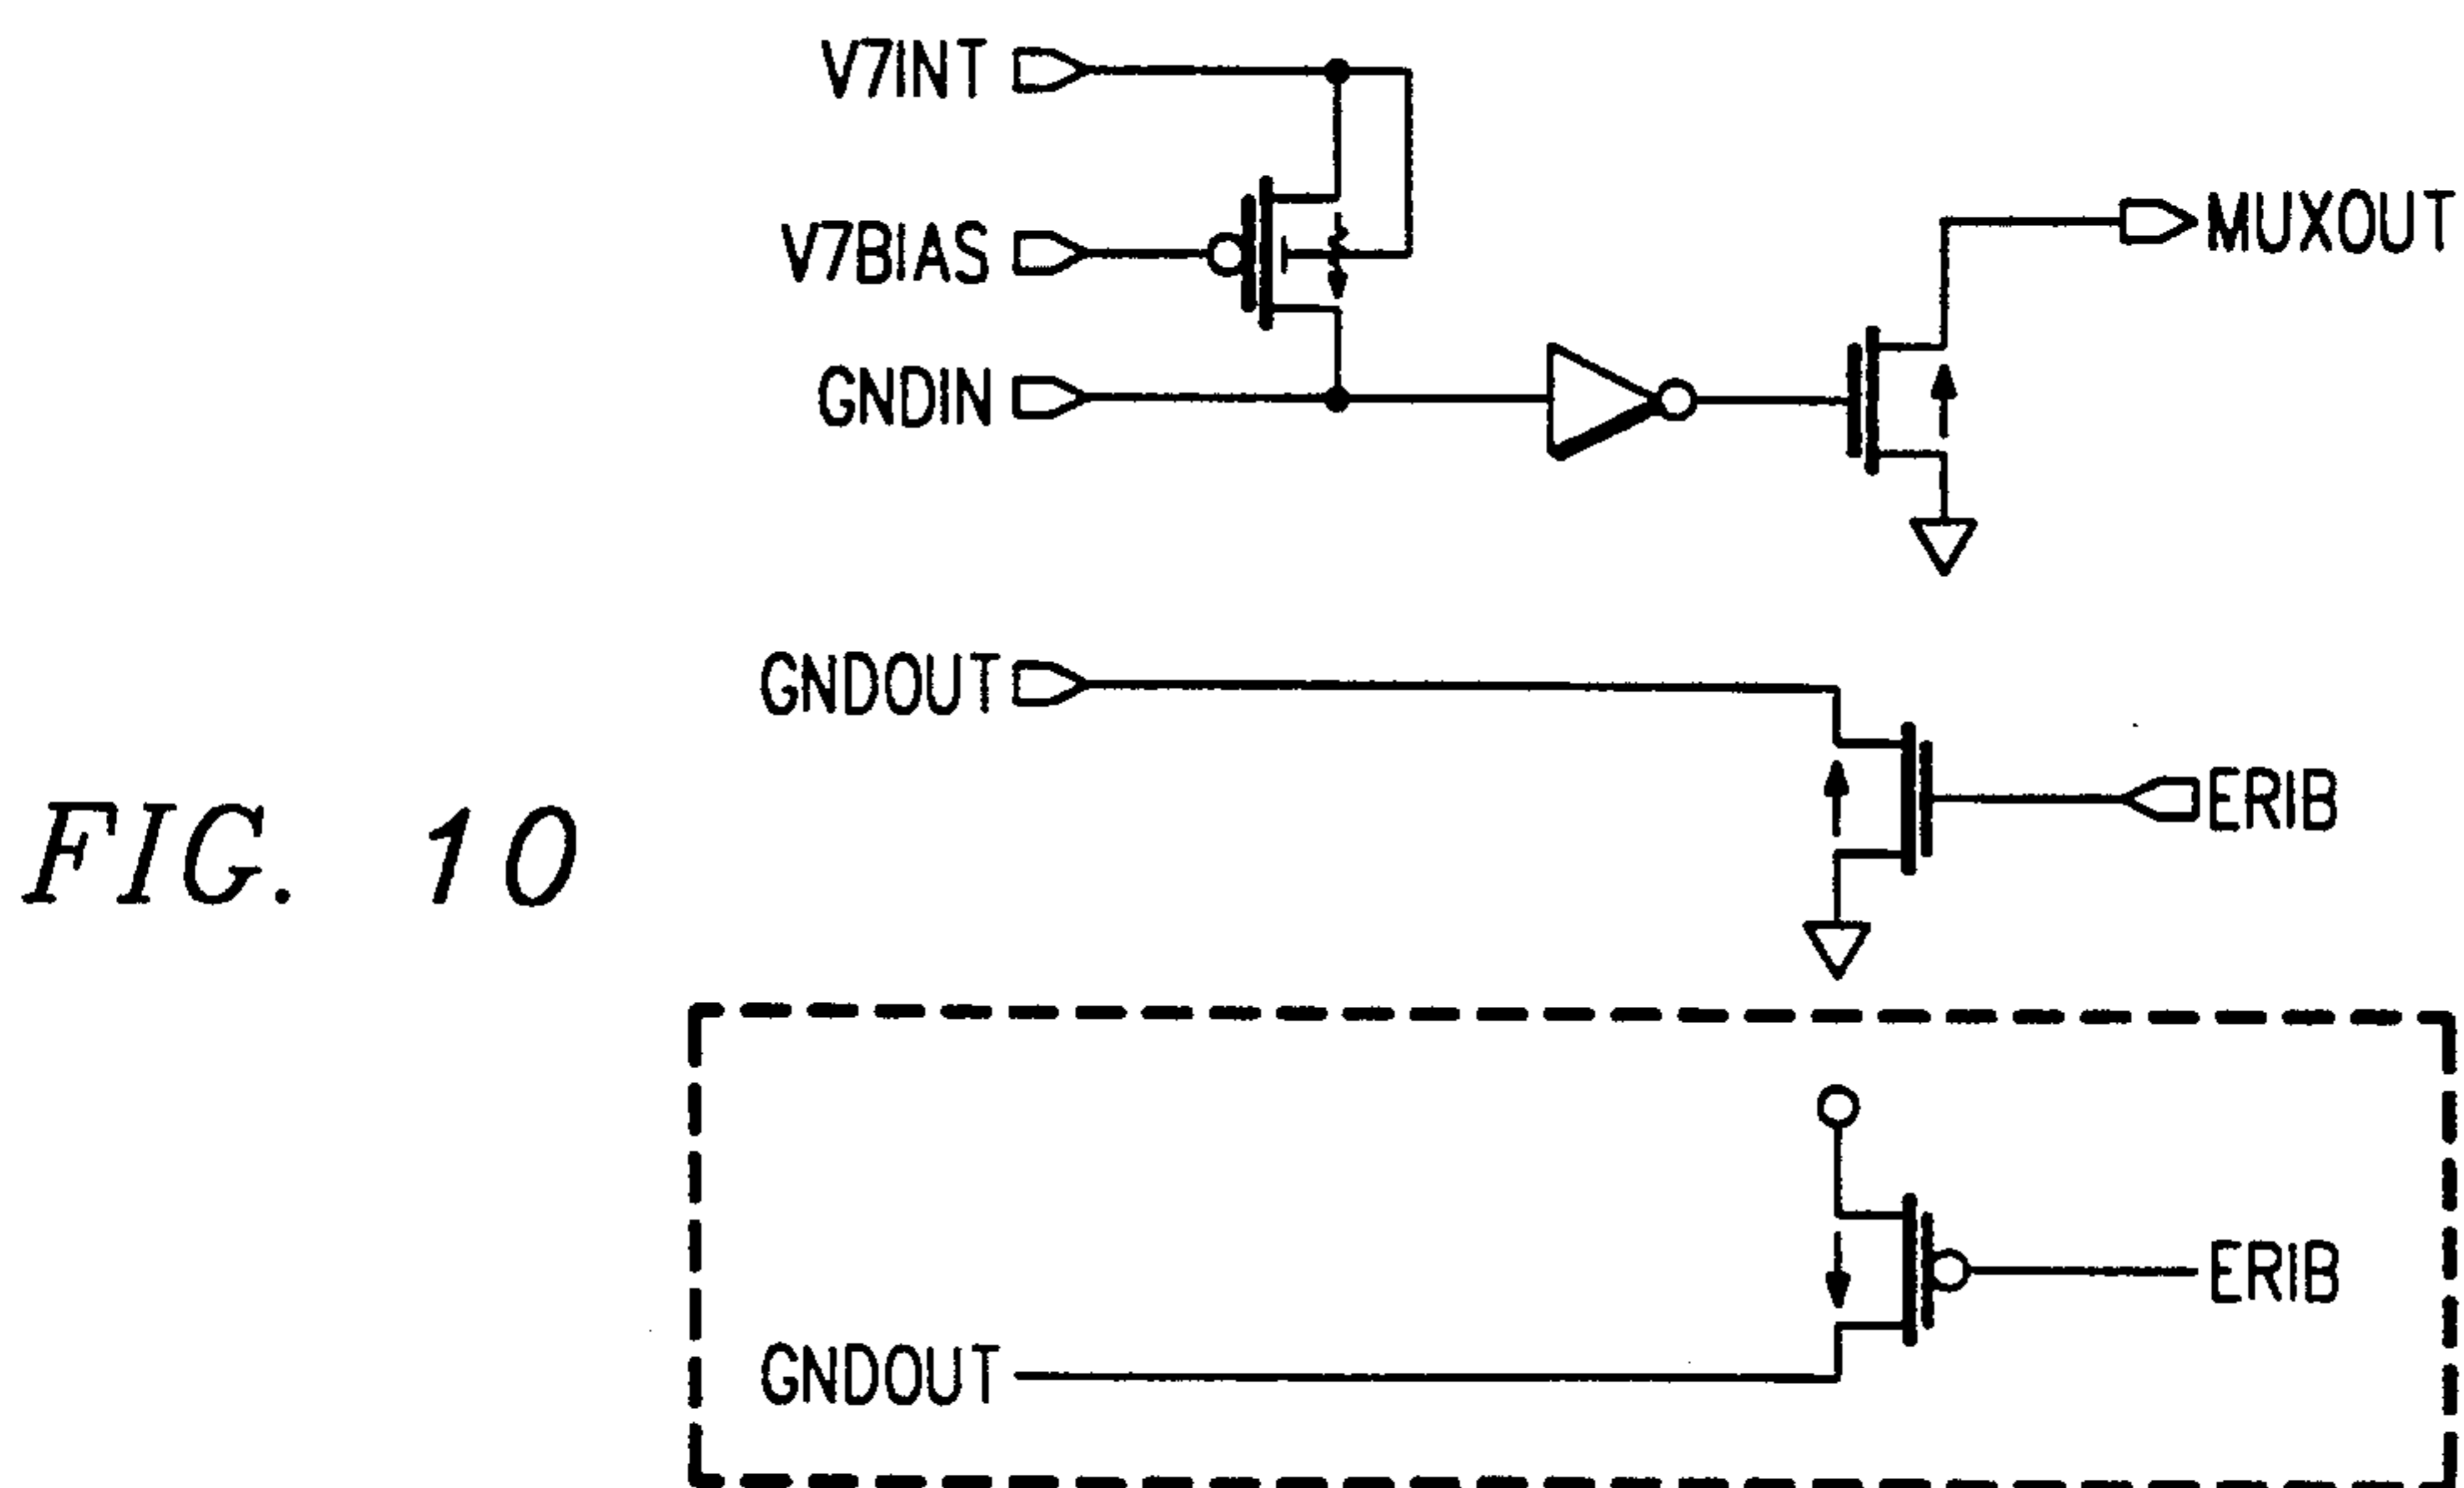 V7INT
V7BIAS
MUXOUT
GNDIN
GNDOUT
ERIB
FIG. 10
ERIB
GNDOUT